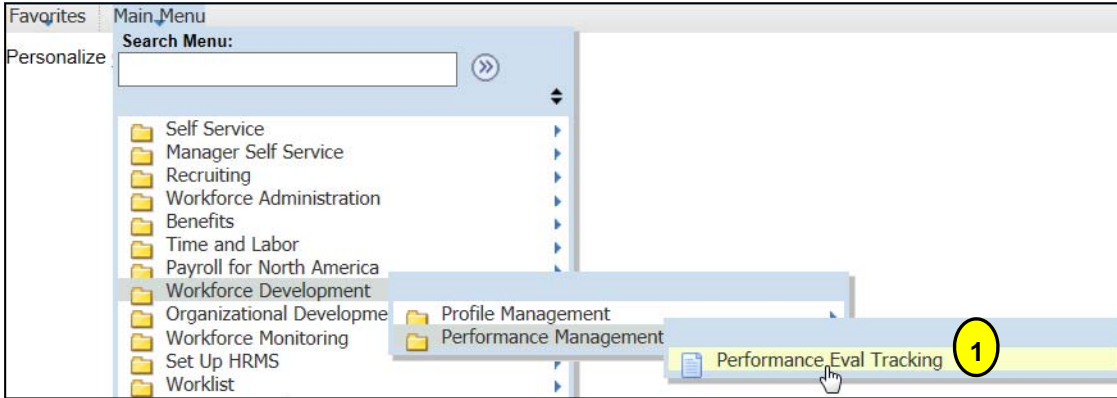 Favorites Main Menu
Search Menu:
Personalize
Self Service
Manager Self Service
Recruiting
Workforce Administration
Benefits
Time and Labor
Payroll for North America
Workforce Development
Organizational Developme Profile Management
Workforce Monitoring Performance Management
Set Up HRMS Performance Eval Tracking 1
Worklist